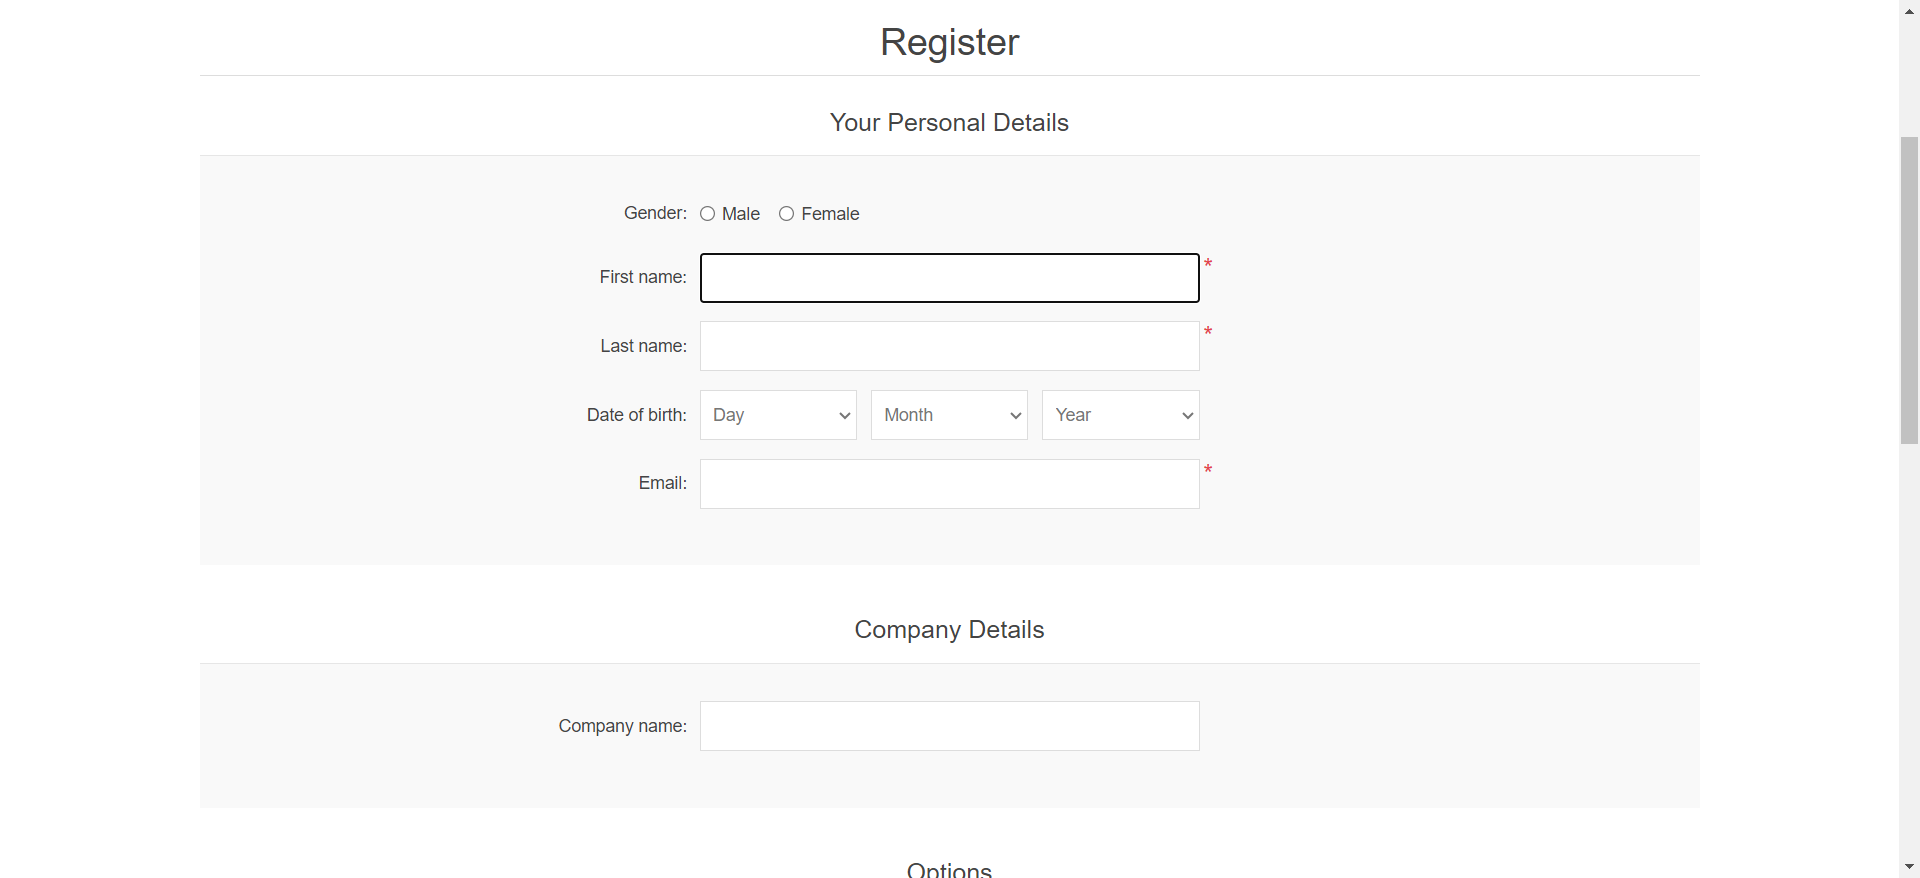 Register
Your Personal Details
Gender: Male Female
First name: *
Last name: *
Date of birth: Day Month Year
Email: *
Company Details
Company name:
Options